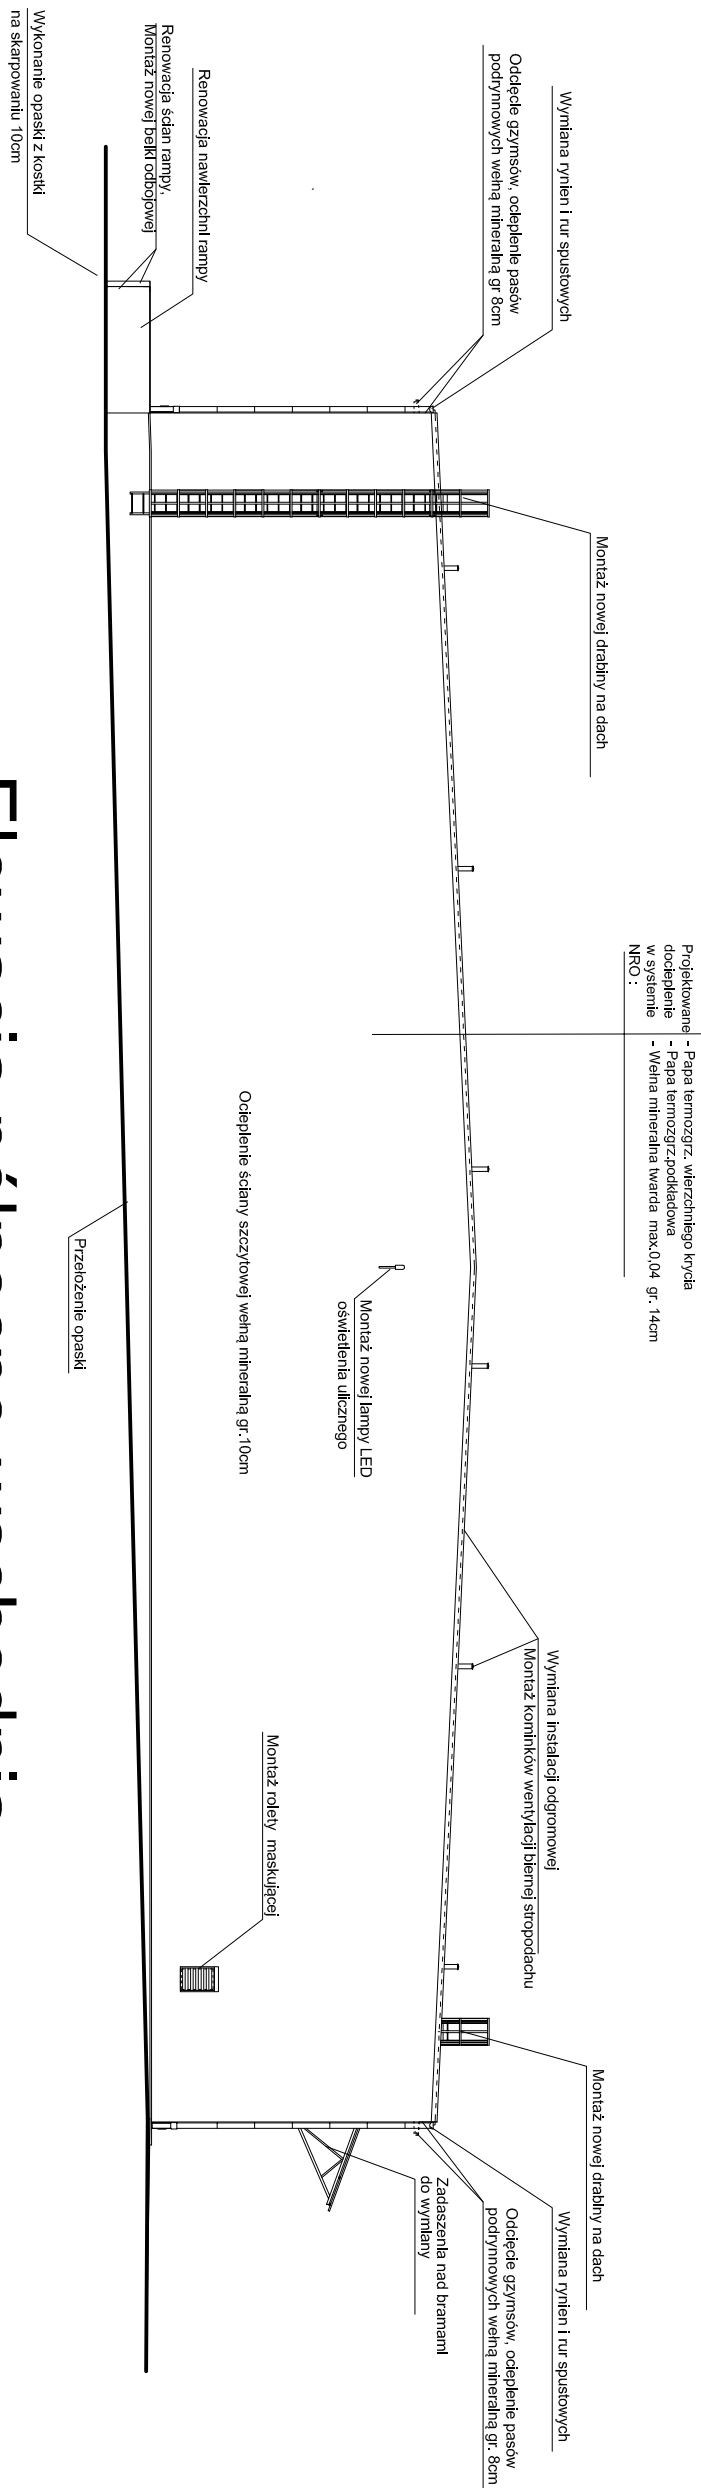 Projektowane - Papa termozgrz. wierzchniego krycia
docieplenie - Papa termozgrz.podkładowa
w systemie - Wełna mineralna twarda max.0,04 gr. 14cm
NRO :
Wymiana rynien i rur spustowych
Odcięcie gzymsów, ocieplenie pasów
podrynnowych wełną mineralną gr 8cm
Montaż nowej drabiny na dach
Renowacja nawierzchni rampy
Renowacja ścian rampy,
Montaż nowej belki odbojowej
Wykonanie opaski z kostki
na skarpowaniu 10cm
Ocieplenie ściany szczytowej wełną mineralną gr.10cm
Przełożenie opaski
Montaż nowej lampy LED
oświetlenia ulicznego
Wymiana instalacji odgromowej
Montaż kominków wentylacji biernej stropodachu
Montaż rolety maskującej
Montaż nowej drabiny na dach
Wymiana rynien i rur spustowych
Odcięcie gzymsów, ocieplenie pasów
podrynnowych wełną mineralną gr. 8cm
Zadaszenia nad bramami
do wymiany
Elewacja północno wschodnia